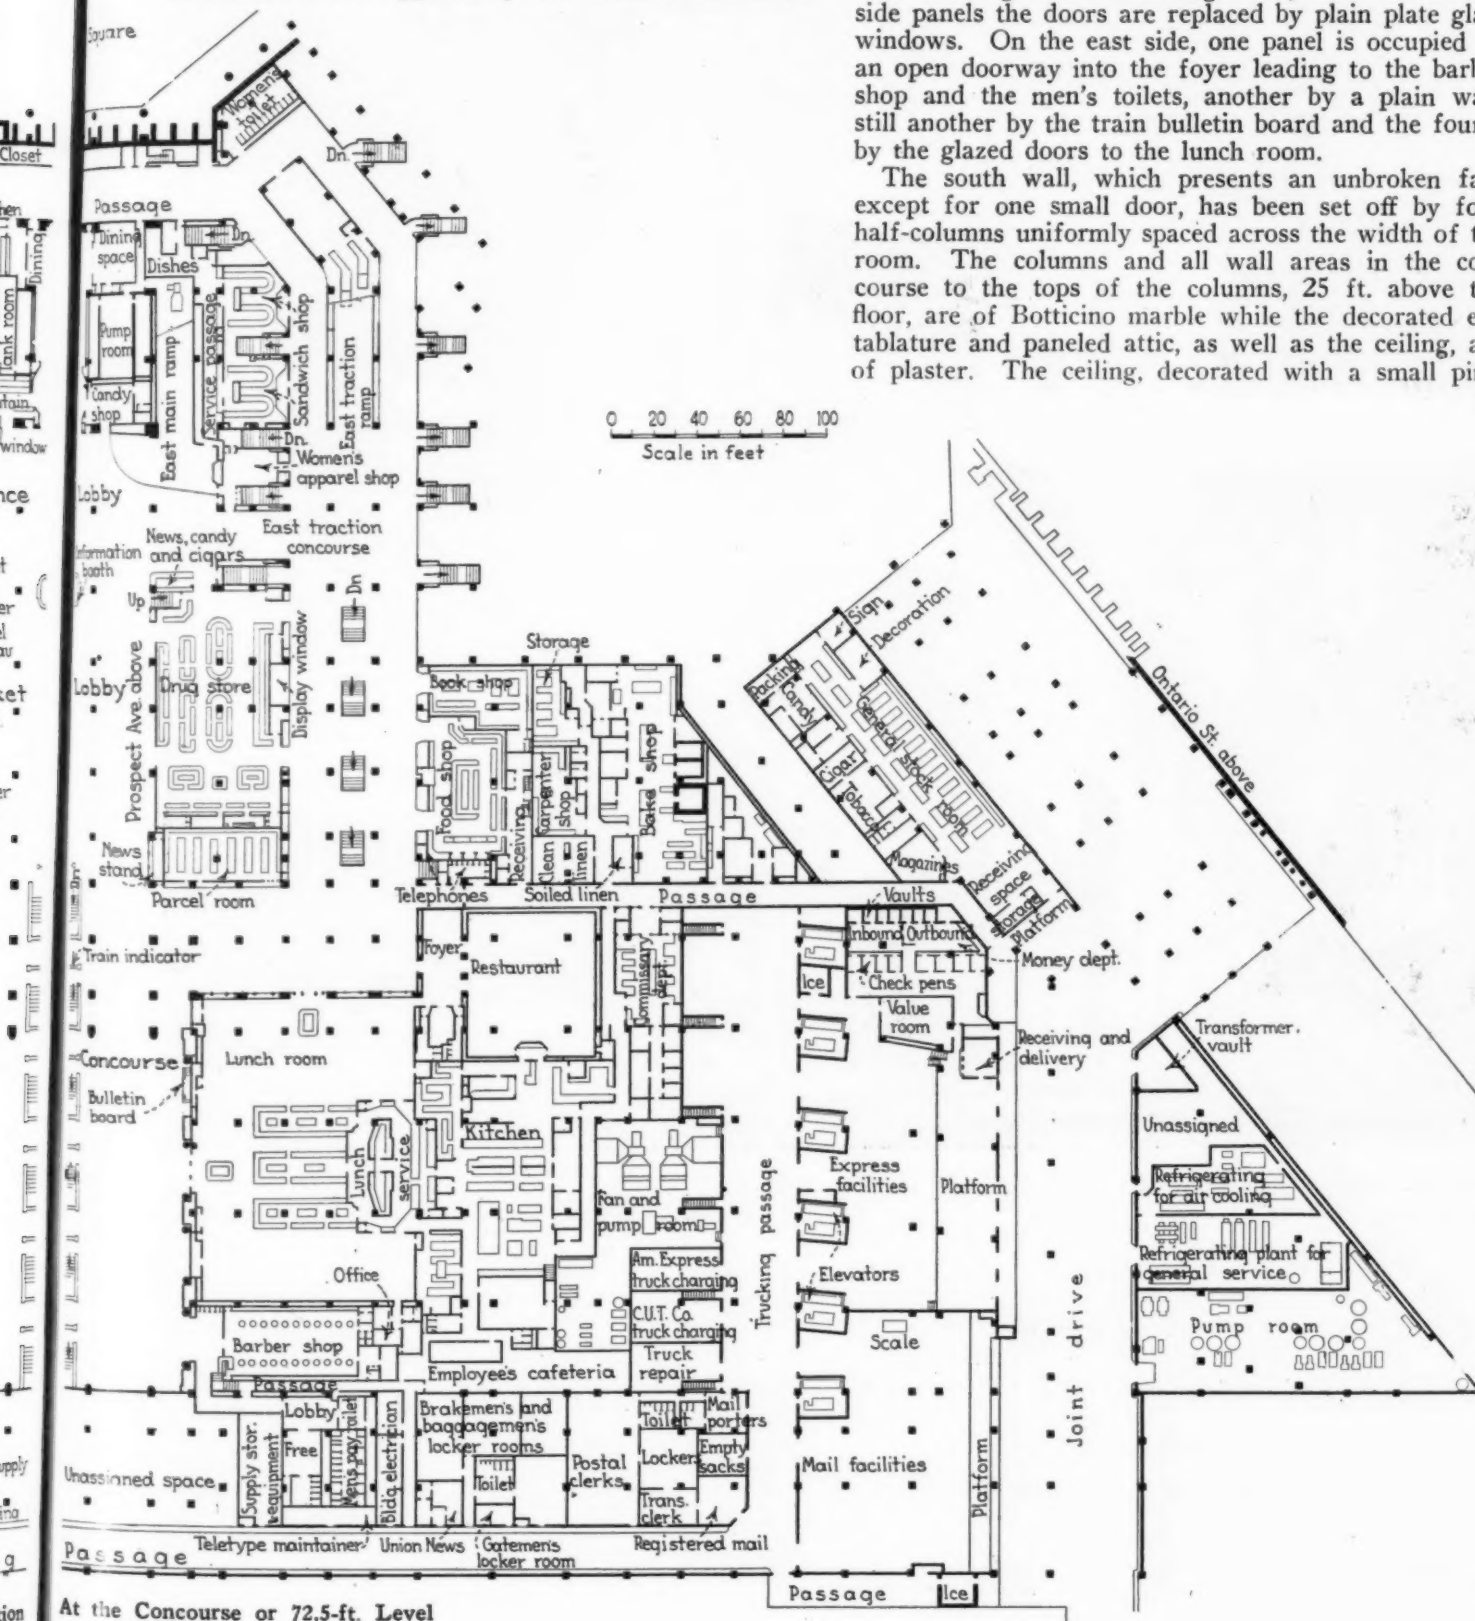 side panels the doors are replaced by plain plate gla
windows. On the east side, one panel is occupied
an open doorway into the foyer leading to the barb
shop and the men's toilets, another by a plain wa
still another by the train bulletin board and the four
by the glazed doors to the lunch room.
The south wall, which presents an unbroken fa
except for one small door, has been set off by fo
half-columns uniformly spaced across the width of t
room. The columns and all wall areas in the co
course to the tops of the columns, 25 ft. above t
floor, are of Botticino marble while the decorated e
tablature and paneled attic, as well as the ceiling, a
of plaster. The ceiling, decorated with a small pi
Square
Women's
toilet
Closet
Dn.
Passage
Dining
space
Dn.
Dining
Dishes
Tank room
Pump
room
Candy
shop
window
East main ramp
Service passage
Sandwich shop
East traction
ramp
Dn.
Women's
apparel shop
Lobby
0 20 40 60 80 100
Scale in feet
East traction
concourse
News, candy
and cigars
Information
booth
Up
Dn
Lobby
Prospect Ave. above
Drug store
Display window
Storage
Book shop
Food shop
Receiving
Carpenter
shop
Clean
linen
Bake shop
Sign
Decoration
Packing
Candy
General
stock room
Cigar
Tobacco
Magazines
Receiving
space
Storage
Platform
Ontario St. above
News
stand
Parcel room
Telephones
Soiled linen
Passage
Vaults
Train indicator
Foyer
Restaurant
Commissary
dept.
Inbound
Outbound
Money dept.
Ice
Check pens
Value
room
Receiving and
delivery
Transformer
vault
Concourse
Lunch room
Bulletin
board
Lunch
service
Kitchen
Unassigned
Fan and
pump room
Trucking passage
Express
facilities
Platform
Refrigerating
for air cooling
Refrigerating plant for
general service
Office
Am. Express
truck charging
Elevators
C.U.T. Co.
truck charging
Scale
Joint drive
Pump room
Barber shop
Employee's cafeteria
Truck
repair
Passage
Lobby
Free
Men's pay toilet
Bldg. electrician
Brakemen's and
baggagemen's
locker rooms
Toilet
Mail
porters
Unassigned space
Supply stor.
equipment
Toilet
Postal
clerks
Locker
Empty
sacks
Trans.
clerk
Mail facilities
Platform
Teletype maintainer
Union News
Gatemen's
locker room
Registered mail
Passage
Passage
Ice
At the Concourse or 72.5-ft. Level